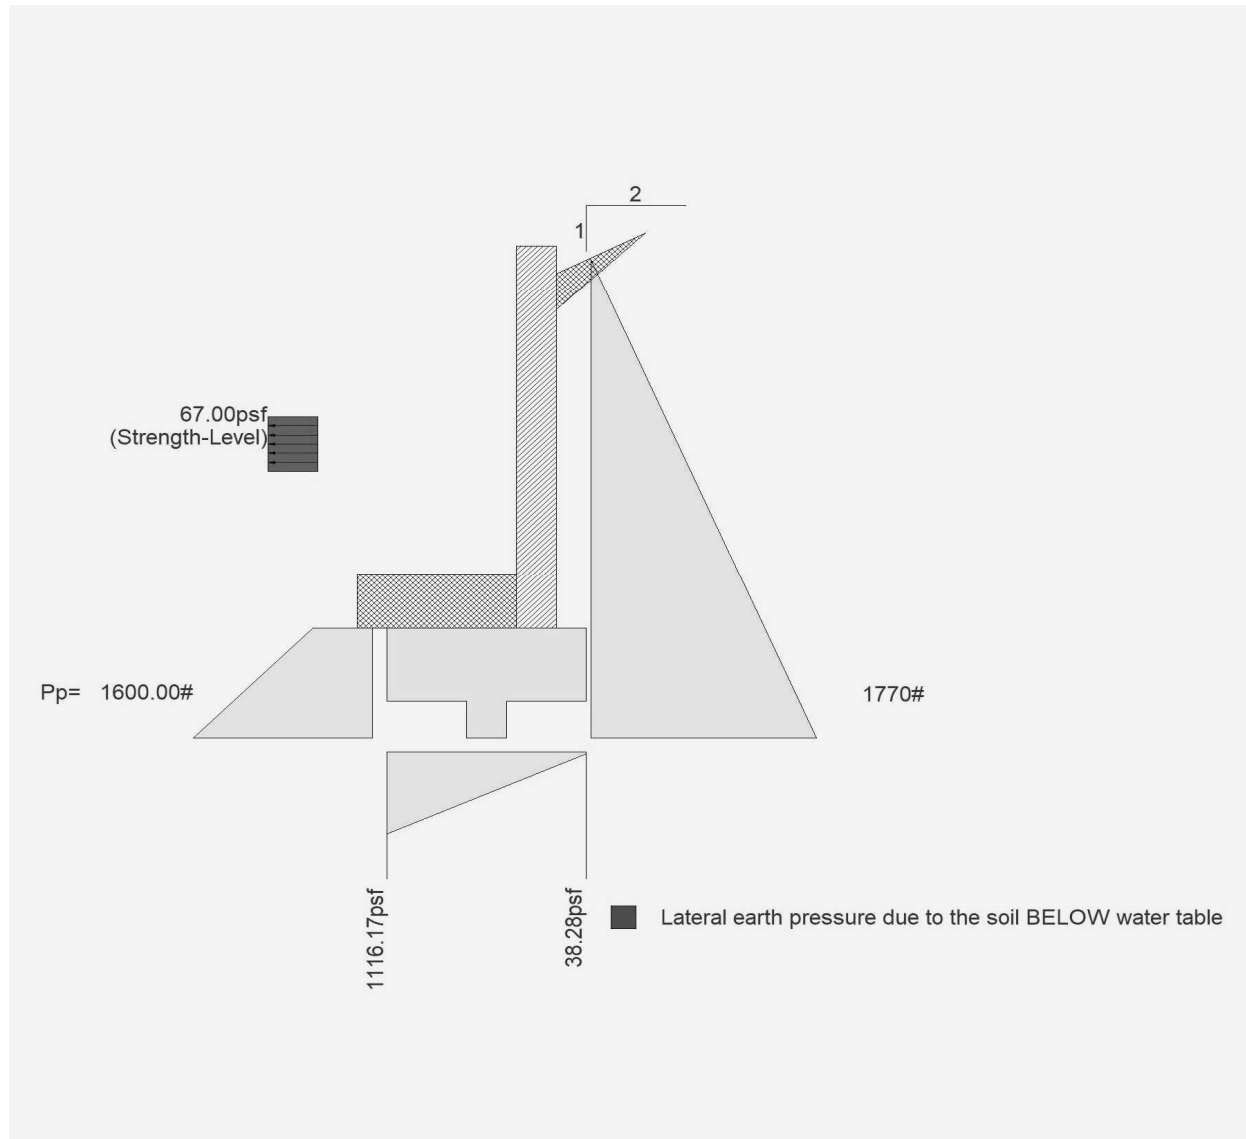 2
1
67.00psf
(Strength-Level)
Pp= 1600.00#
1770#
1116.17psf
38.28psf
Lateral earth pressure due to the soil BELOW water table